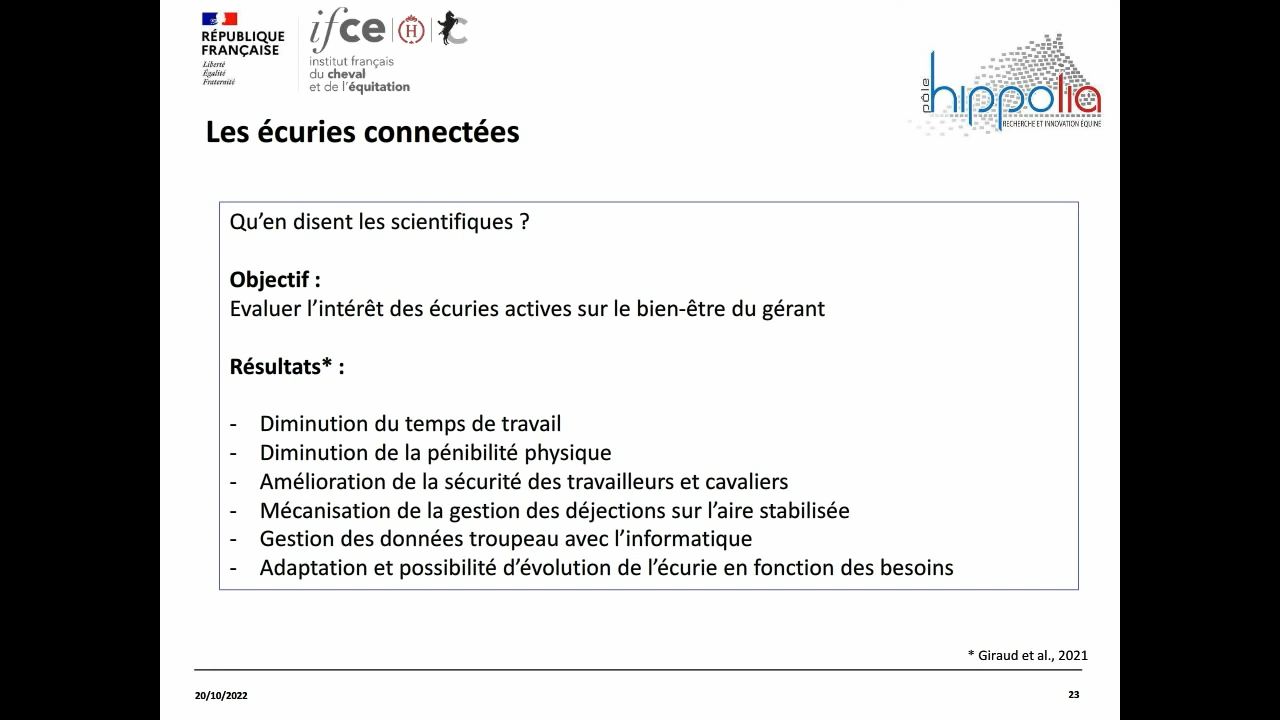 RÉPUBLIQUE
FRANÇAISE
Liberté
Égalité
Fraternité
ifce
H
institut français
du cheval
et de l'équitation
pôle
hippolia
RECHERCHE ET INNOVATION ÉQUINE
Les écuries connectées
Qu'en disent les scientifiques ?
Objectif :
Evaluer l'intérêt des écuries actives sur le bien-être du gérant
Résultats* :
- Diminution du temps de travail
- Diminution de la pénibilité physique
- Amélioration de la sécurité des travailleurs et cavaliers
- Mécanisation de la gestion des déjections sur l'aire stabilisée
- Gestion des données troupeau avec l'informatique
- Adaptation et possibilité d'évolution de l'écurie en fonction des besoins
* Giraud et al., 2021
20/10/2022
23